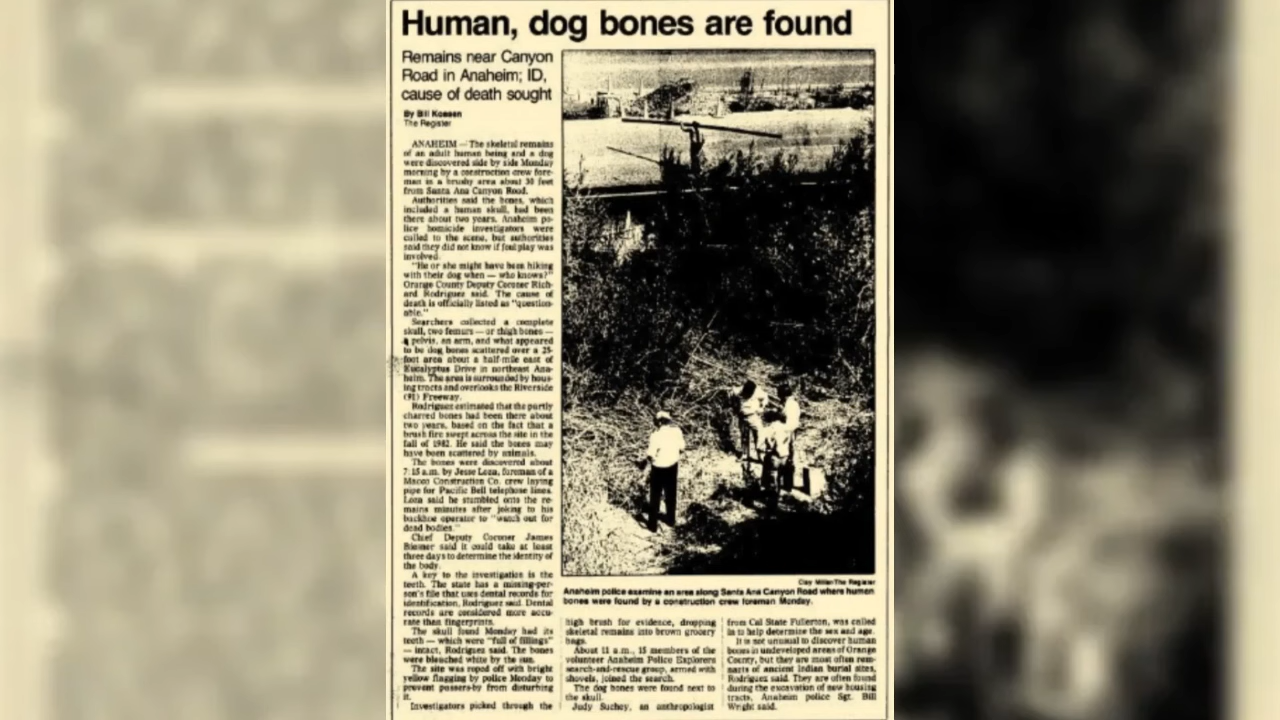 Human, dog bones are found
Remains near Canyon
Road in Anaheim; ID,
cause of death sought
By Bill Kossen
The Register
ANAHEIM — The skeletal remains
of an adult human being and a dog
were discovered side by side Monday
morning by a construction crew fore-
man in a brushy area about 30 feet
from Santa Ana Canyon Road.
Authorities said the bones, which
included a human skull, had been
there about two years. Anaheim po-
lice homicide investigators were
called to the scene, but authorities
said they did not know if foul play was
involved.
"He or she might have been hiking
with their dog when — who knows?"
Orange County Deputy Coroner Rich-
ard Rodriguez said. The cause of
death is officially listed as "question-
able."
Searchers collected a complete
skull, two femurs — or thigh bones —
a pelvis, an arm, and what appeared
to be dog bones scattered over a 25-
foot area about a half-mile east of
Eucalyptus Drive in northeast Ana-
heim. The area is surrounded by hous-
ing tracts and overlooks the Riverside
(91) Freeway.
Rodriguez estimated that the partly
charred bones had been there about
two years, based on the fact that a
brush fire swept across the site in the
fall of 1982. He said the bones may
have been scattered by animals.
The bones were discovered about
7:15 a.m. by Jesse Loza, foreman of a
Macco Construction Co. crew laying
pipe for Pacific Bell telephone lines.
Loza said he stumbled onto the re-
mains minutes after joking to his
backhoe operator to "watch out for
dead bodies."
Chief Deputy Coroner James
Beisner said it could take at least
three days to determine the identity of
the body.
A key to the investigation is the
teeth. The state has a missing-per-
son's file that uses dental records for
identification, Rodriguez said. Dental
records are considered more accu-
rate than fingerprints.
The skull found Monday had its
teeth — which were "full of fillings"
— intact, Rodriguez said. The bones
were bleached white by the sun.
The site was roped off with bright
yellow flagging by police Monday to
prevent passers-by from disturbing
it.
Investigators picked through the
Clay Miller/The Register
Anaheim police examine an area along Santa Ana Canyon Road where human
bones were found by a construction crew foreman Monday.
high brush for evidence, dropping
skeletal remains into brown grocery
bags.
About 11 a.m., 15 members of the
volunteer Anaheim Police Explorers
search-and-rescue group, armed with
shovels, joined the search.
The dog bones were found next to
the skull.
Judy Suchey, an anthropologist
from Cal State Fullerton, was called
in to help determine the sex and age.
It is not unusual to discover human
bones in undeveloped areas of Orange
County, but they are most often rem-
nants of ancient Indian burial sites,
Rodriguez said. They are often found
during the excavation of new housing
tracts, Anaheim police Sgt. Bill
Wright said.